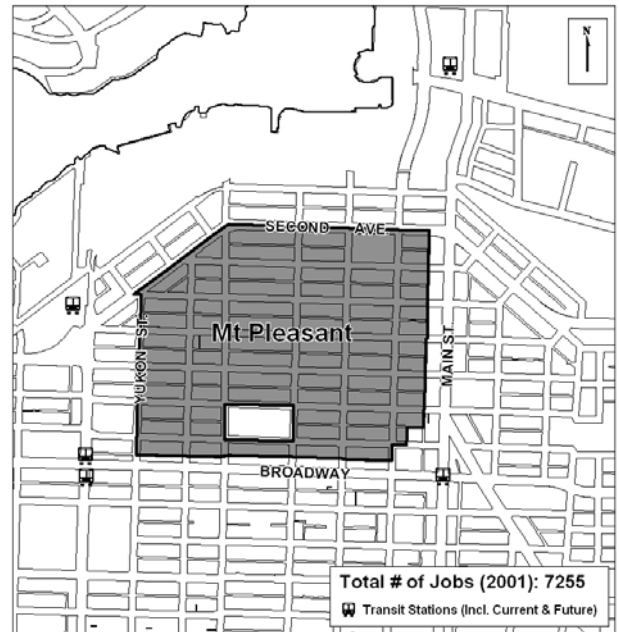 N
SECOND AVE
Mt Pleasant
YUKON ST.
MAIN ST.
BROADWAY
Total # of Jobs (2001): 7255
Transit Stations (Incl. Current & Future)